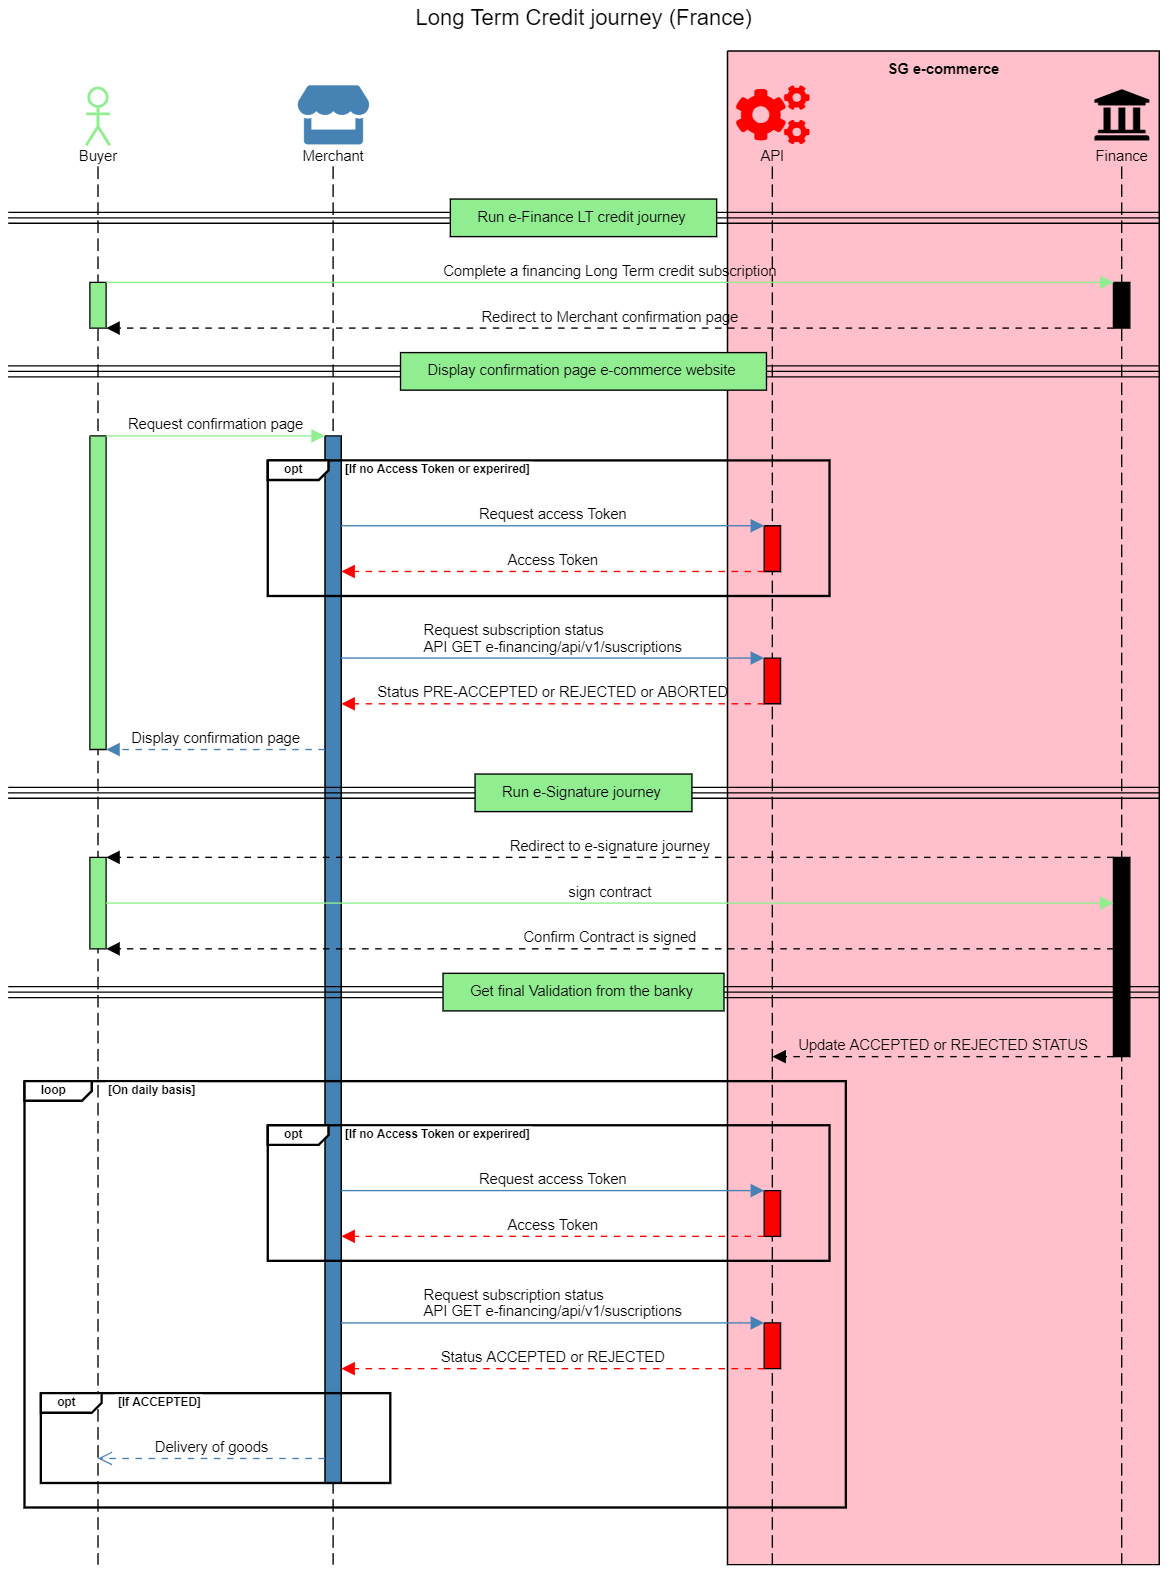 Long Term Credit journey (France)
SG e-commerce
Buyer
Merchant
API
Finance
Run e-Finance LT credit journey
Complete a financing Long Term credit subscription
Redirect to Merchant confirmation page
Display confirmation page e-commerce website
Request confirmation page
opt
[If no Access Token or experired]
Request access Token
Access Token
Request subscription status
API GET e-financing/api/v1/suscriptions
Status PRE-ACCEPTED or REJECTED or ABORTED
Display confirmation page
Run e-Signature journey
Redirect to e-signature journey
sign contract
Confirm Contract is signed
Get final Validation from the banky
Update ACCEPTED or REJECTED STATUS
loop
[On daily basis]
opt
[If no Access Token or experired]
Request access Token
Access Token
Request subscription status
API GET e-financing/api/v1/suscriptions
Status ACCEPTED or REJECTED
opt
[If ACCEPTED]
Delivery of goods